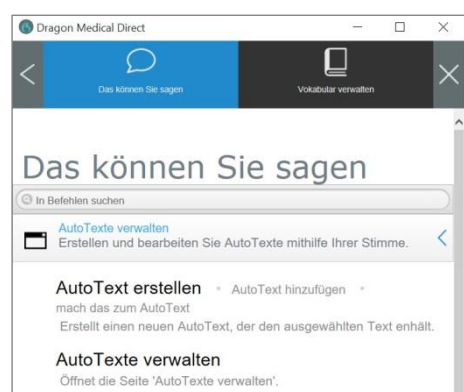 Dragon Medical Direct
Das können Sie sagen
Vokabular verwalten
Das können Sie sagen
In Befehlen suchen
AutoTexte verwalten
Erstellen und bearbeiten Sie AutoTexte mithilfe Ihrer Stimme.
AutoText erstellen AutoText hinzufügen
mach das zum AutoText
Erstellt einen neuen AutoText, der den ausgewählten Text enhält.
AutoTexte verwalten
Öffnet die Seite 'AutoTexte verwalten'.